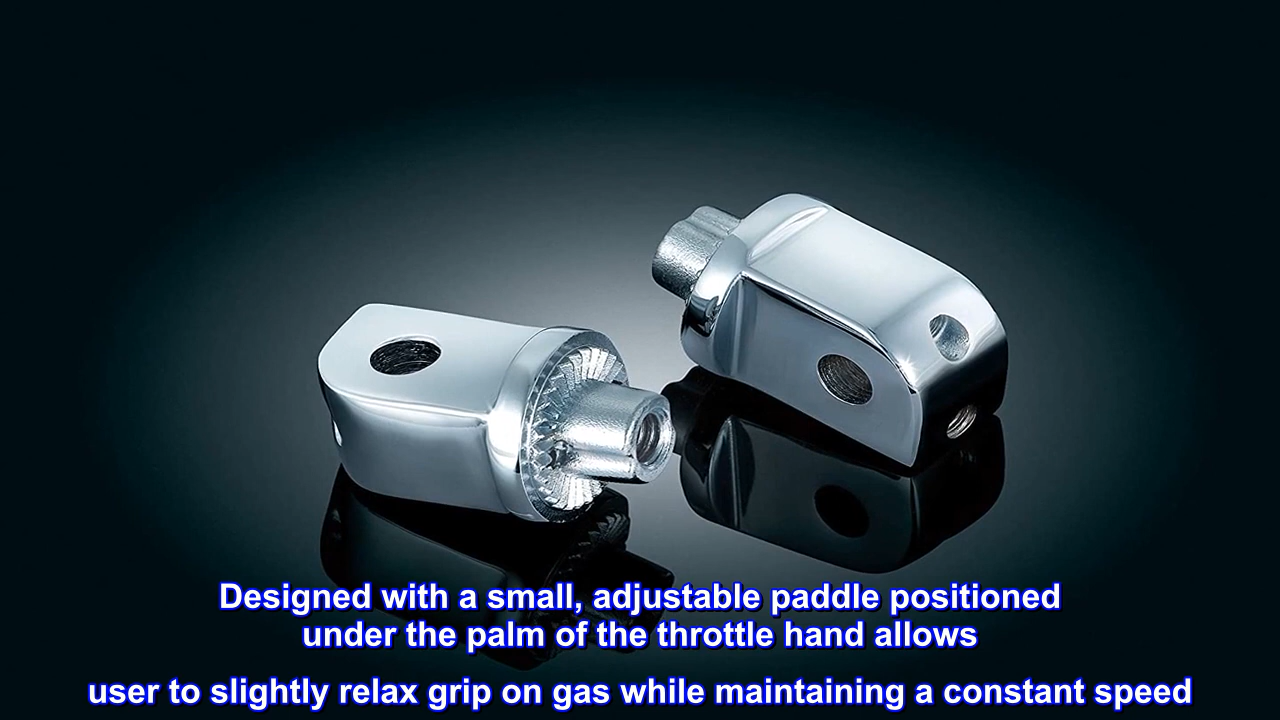 Designed with a small, adjustable paddle positioned
under the palm of the throttle hand allows
user to slightly relax grip on gas while maintaining a constant speed